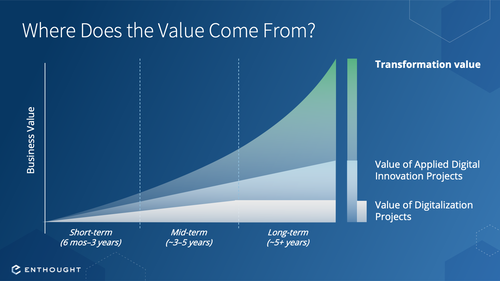 Where Does the Value Come From?
Transformation value
Business Value
Value of Applied Digital
Innovation Projects
Value of Digitalization
Projects
Short-term
(6 mos–3 years)
Mid-term
(~3–5 years)
Long-term
(~5+ years)
ENTHOUGHT